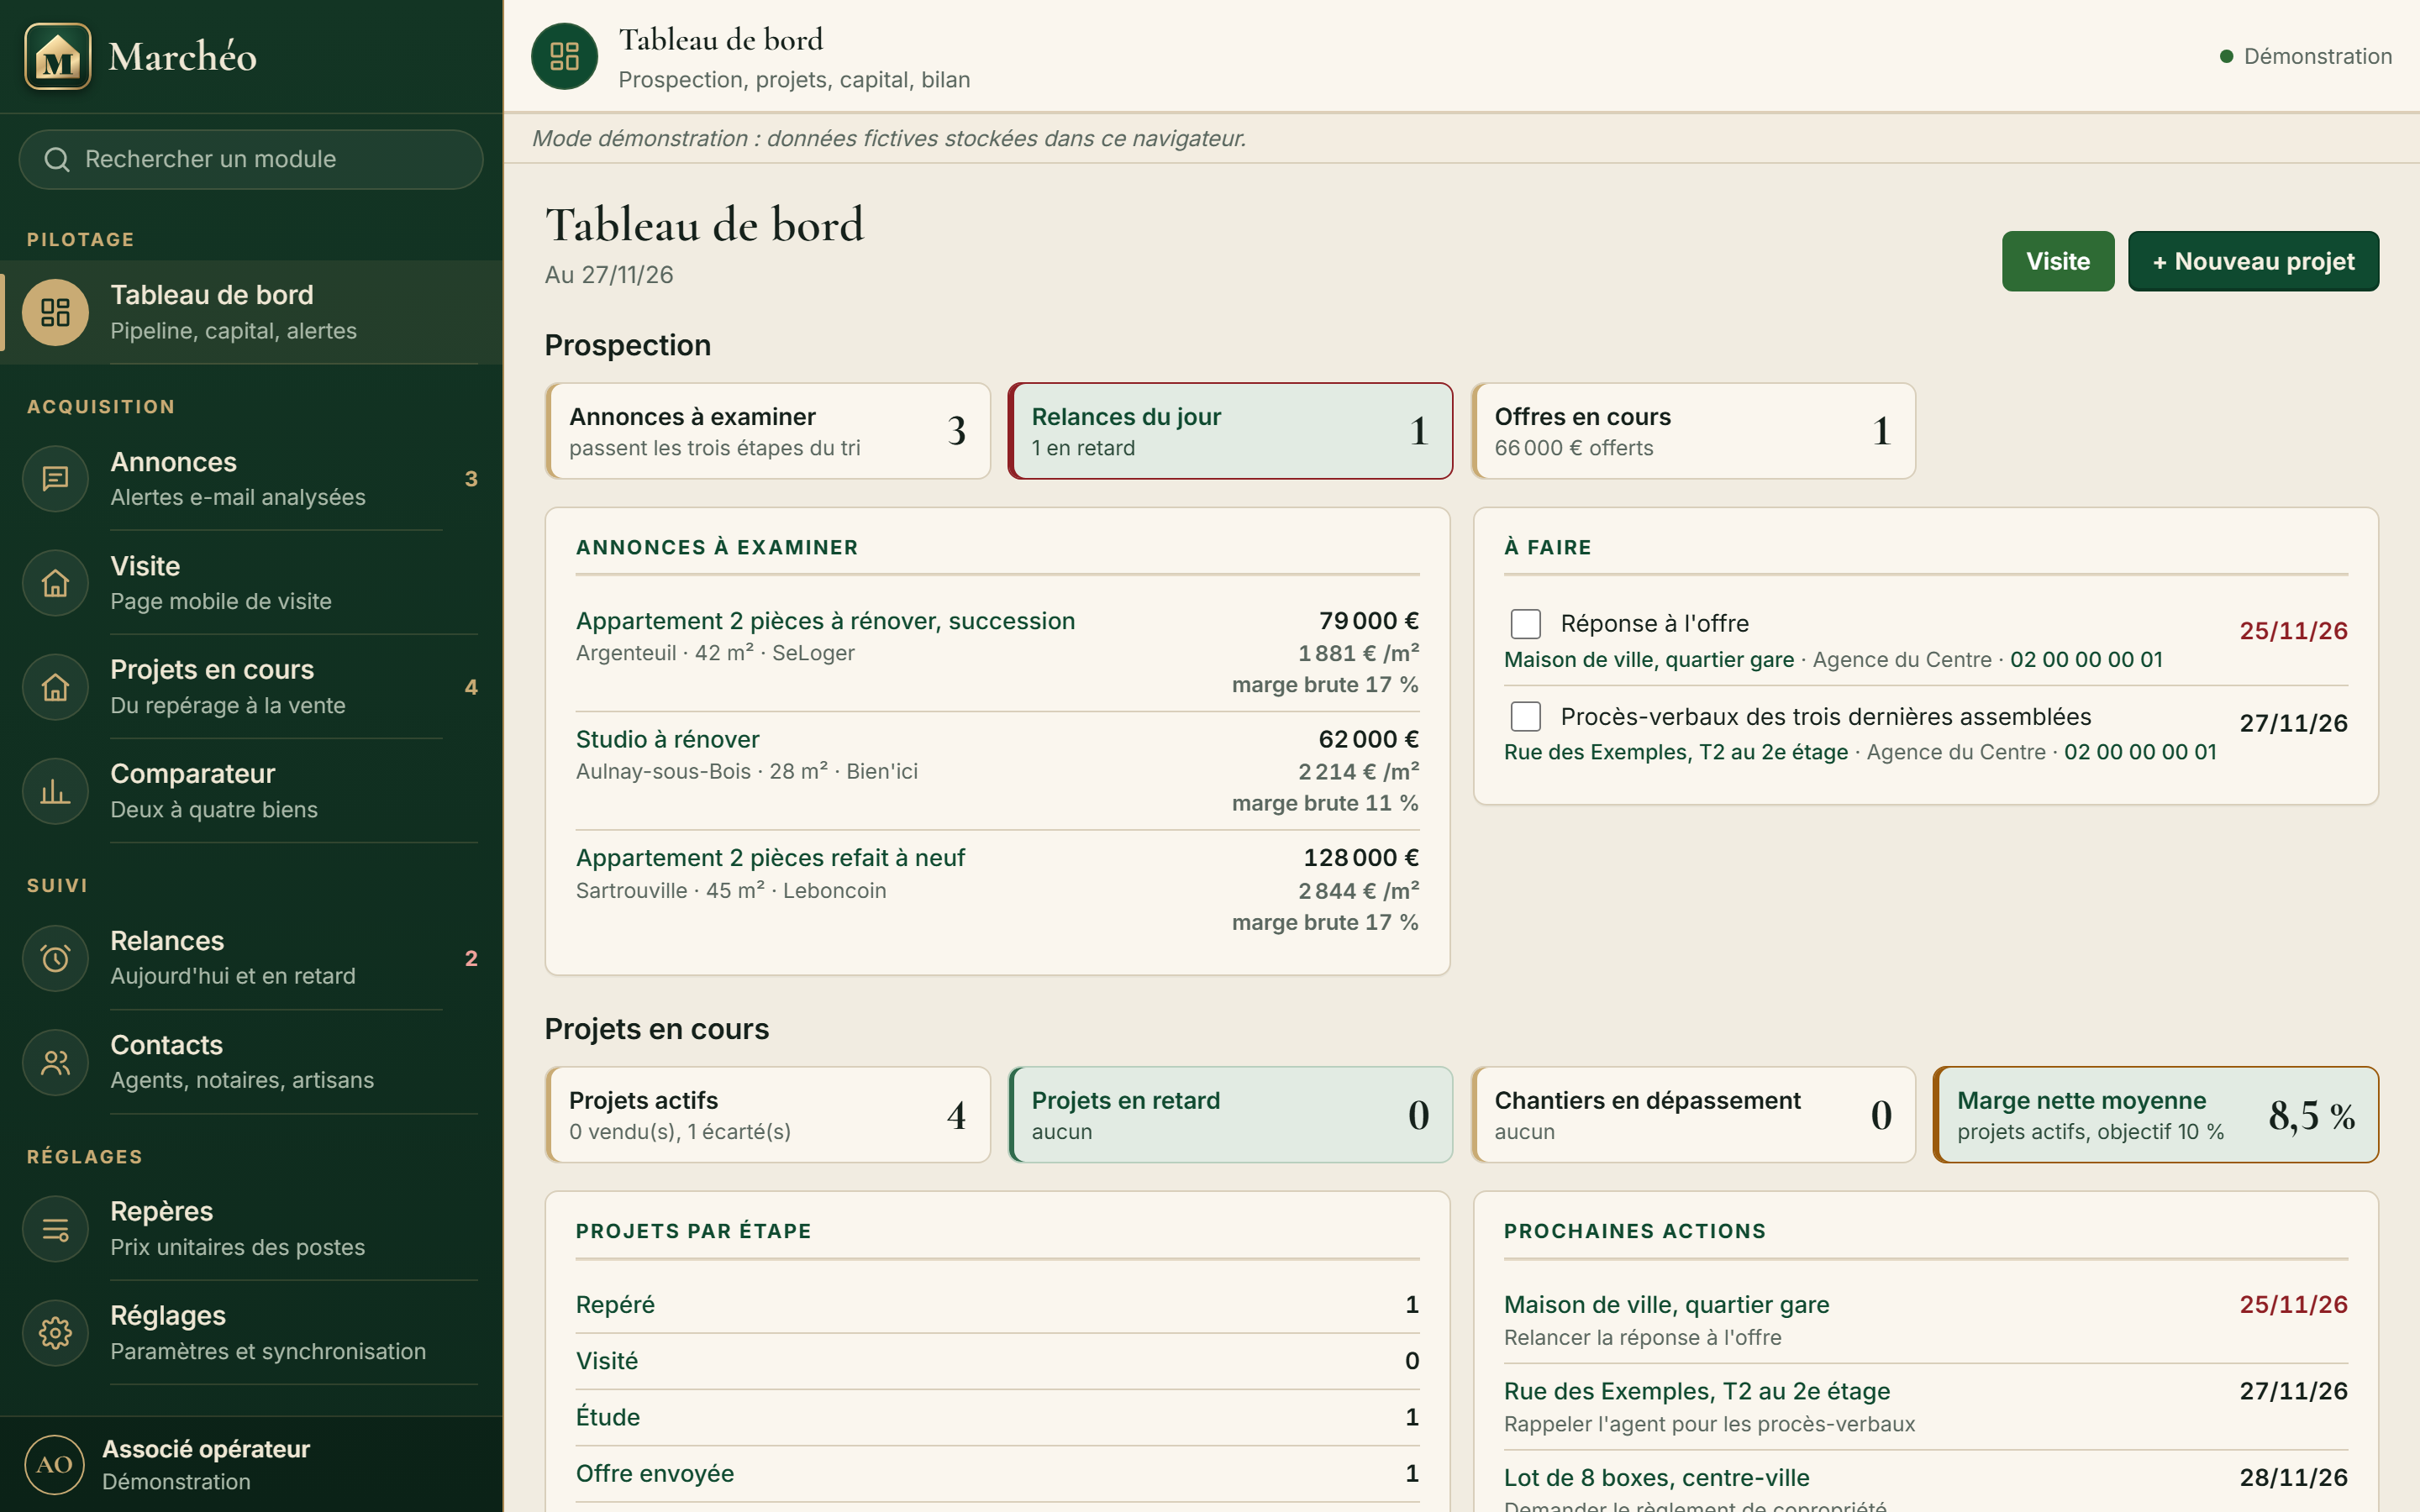 Marchéo
Rechercher un module
PILOTAGE
Tableau de bord
Pipeline, capital, alertes
ACQUISITION
Annonces
Alertes e-mail analysées
3
Visite
Page mobile de visite
Projets en cours
Du repérage à la vente
4
Comparateur
Deux à quatre biens
SUIVI
Relances
Aujourd'hui et en retard
2
Contacts
Agents, notaires, artisans
RÉGLAGES
Repères
Prix unitaires des postes
Réglages
Paramètres et synchronisation
AO
Associé opérateur
Démonstration
Tableau de bord
Prospection, projets, capital, bilan
Démonstration
Mode démonstration : données fictives stockées dans ce navigateur.
Tableau de bord
Au 27/11/26
Visite
+ Nouveau projet
Prospection
Annonces à examiner
passent les trois étapes du tri
3
Relances du jour
1 en retard
1
Offres en cours
66 000 € offerts
1
ANNONCES À EXAMINER
Appartement 2 pièces à rénover, succession
Argenteuil · 42 m² · SeLoger
79 000 €
1 881 € /m²
marge brute 17 %
Studio à rénover
Aulnay-sous-Bois · 28 m² · Bien'ici
62 000 €
2 214 € /m²
marge brute 11 %
Appartement 2 pièces refait à neuf
Sartrouville · 45 m² · Leboncoin
128 000 €
2 844 € /m²
marge brute 17 %
À FAIRE
Réponse à l'offre
25/11/26
Maison de ville, quartier gare · Agence du Centre · 02 00 00 00 01
Procès-verbaux des trois dernières assemblées
27/11/26
Rue des Exemples, T2 au 2e étage · Agence du Centre · 02 00 00 00 01
Projets en cours
Projets actifs
0 vendu(s), 1 écarté(s)
4
Projets en retard
aucun
0
Chantiers en dépassement
aucun
0
Marge nette moyenne
projets actifs, objectif 10 %
8,5 %
PROJETS PAR ÉTAPE
Repéré 1
Visité 0
Étude 1
Offre envoyée 1
PROCHAINES ACTIONS
Maison de ville, quartier gare
25/11/26
Relancer la réponse à l'offre
Rue des Exemples, T2 au 2e étage
27/11/26
Rappeler l'agent pour les procès-verbaux
Lot de 8 boxes, centre-ville
28/11/26
Demander le règlement de copropriété